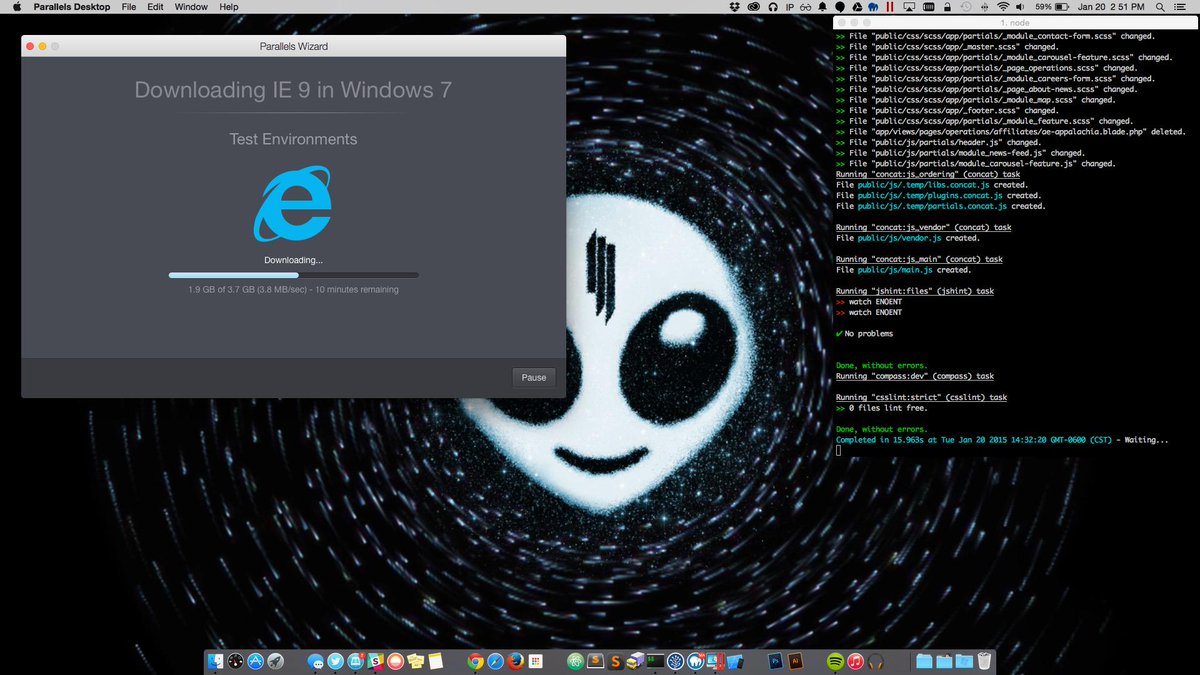 Parallels Desktop File Edit Window Help
IP 59% Jan 20 2:51 PM
Parallels Wizard
Downloading IE 9 in Windows 7
Test Environments
Downloading...
1.9 GB of 3.7 GB (3.8 MB/sec) - 10 minutes remaining
Pause
1. node
>> File "public/css/scss/app/partials/_module_contact-form.scss" changed.
>> File "public/css/scss/app/_master.scss" changed.
>> File "public/css/scss/app/partials/_module_carousel-feature.scss" changed.
>> File "public/css/scss/app/partials/_page_operations.scss" changed.
>> File "public/css/scss/app/partials/_module_careers-form.scss" changed.
>> File "public/css/scss/app/partials/_page_about-news.scss" changed.
>> File "public/css/scss/app/partials/_module_map.scss" changed.
>> File "public/css/scss/app/_footer.scss" changed.
>> File "public/css/scss/app/partials/_module_feature.scss" changed.
>> File "app/views/pages/operations/affiliates/oe-appalachia.blade.php" deleted.
>> File "public/js/partials/header.js" changed.
>> File "public/js/partials/module_news-feed.js" changed.
>> File "public/js/partials/module_carousel-feature.js" changed.
Running "concat:js_ordering" (concat) task
File public/js/.temp/libs.concat.js created.
File public/js/.temp/plugins.concat.js created.
File public/js/.temp/partials.concat.js created.
Running "concat:js_vendor" (concat) task
File public/js/vendor.js created.
Running "concat:js_main" (concat) task
File public/js/main.js created.
Running "jshint:files" (jshint) task
>> watch ENOENT
>> watch ENOENT
✔ No problems
Done, without errors.
Running "compass:dev" (compass) task
Running "csslint:strict" (csslint) task
>> 0 files lint free.
Done, without errors.
Completed in 15.963s at Tue Jan 20 2015 14:32:20 GMT-0600 (CST) - Waiting...
S S Ps Ai